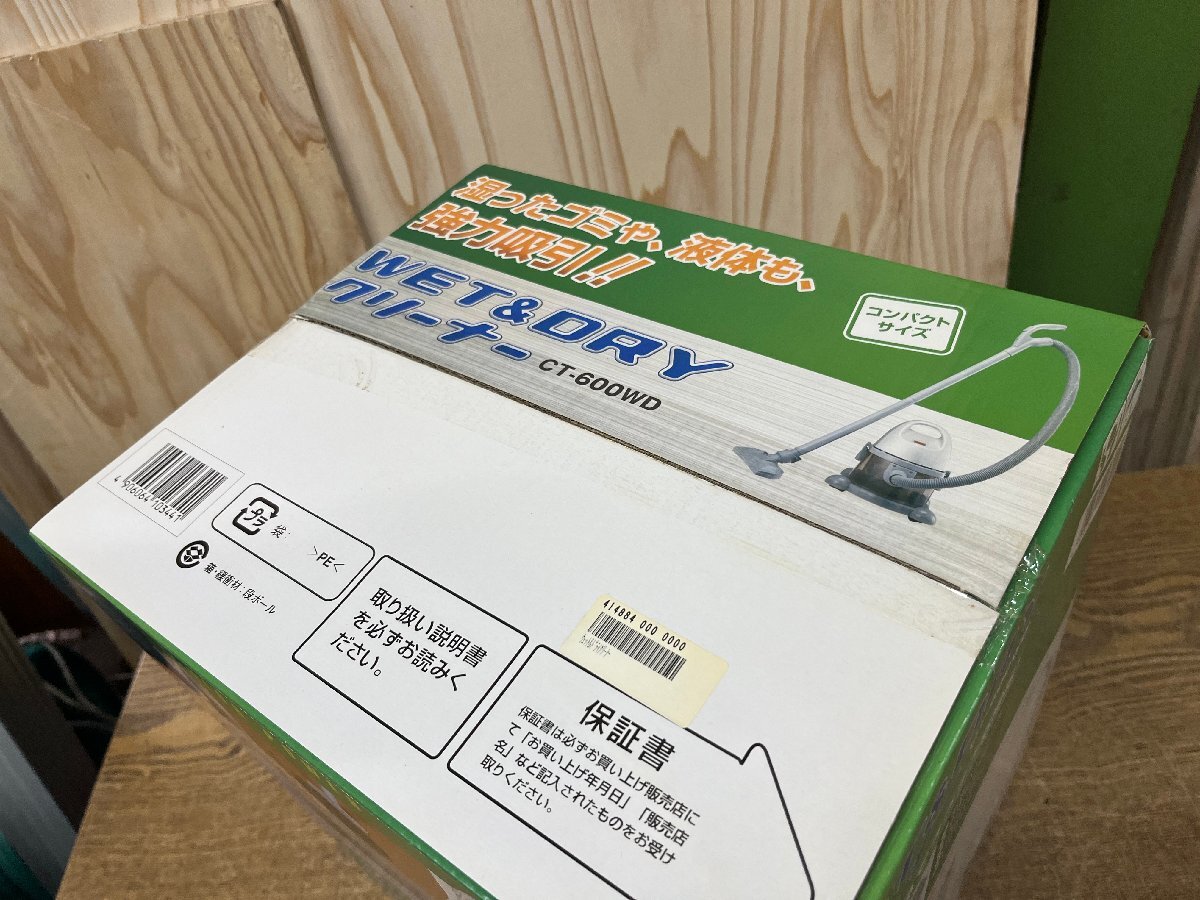 湿ったゴミや、液体も、
強力吸引!!
WET&DRY
クリーナー CT-600WD
コンパクト
サイズ
4 906064 103441
プラ 袋: >PE<
箱・緩衝材:段ボール
取り扱い説明書
を必ずお読みく
ださい。
414884 000 0000
保証書
保証書は必ずお買い上げ販売店に
て「お買い上げ年月日」「販売店
名」など記入されたものをお受け
取りください。